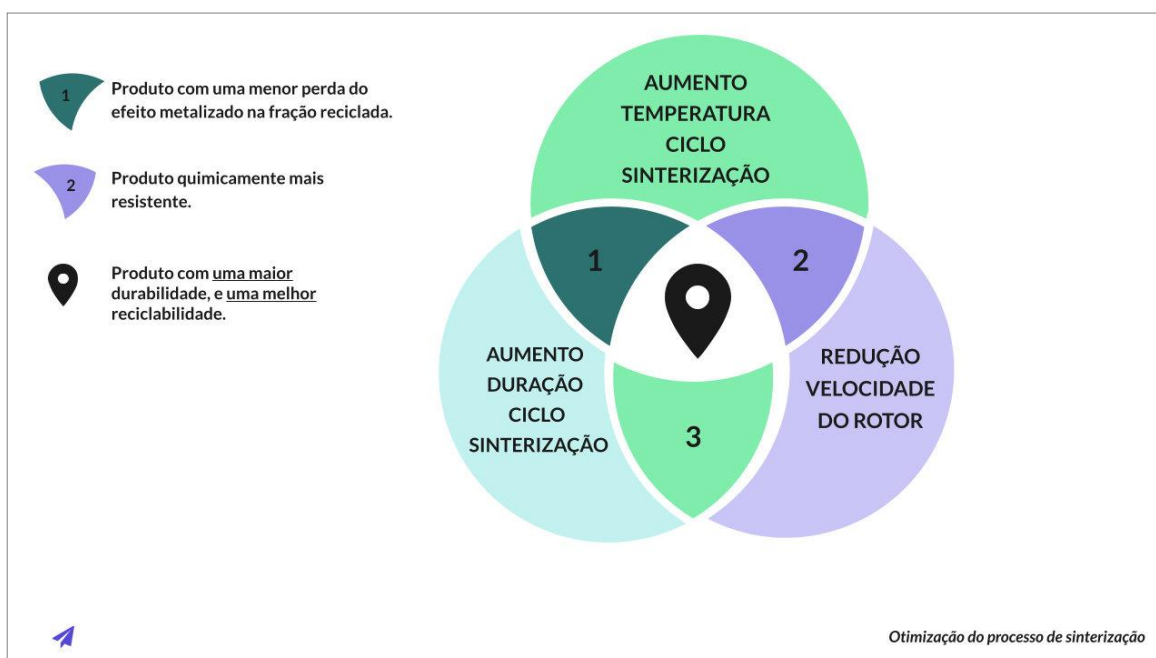 1
Produto com uma menor perda do
efeito metalizado na fração reciclada.
2
Produto quimicamente mais
resistente.
Produto com uma maior
durabilidade, e uma melhor
reciclabilidade.
AUMENTO
TEMPERATURA
CICLO
SINTERIZAÇÃO
1
2
AUMENTO
DURAÇÃO
CICLO
SINTERIZAÇÃO
REDUÇÃO
VELOCIDADE
DO ROTOR
3
Otimização do processo de sinterização